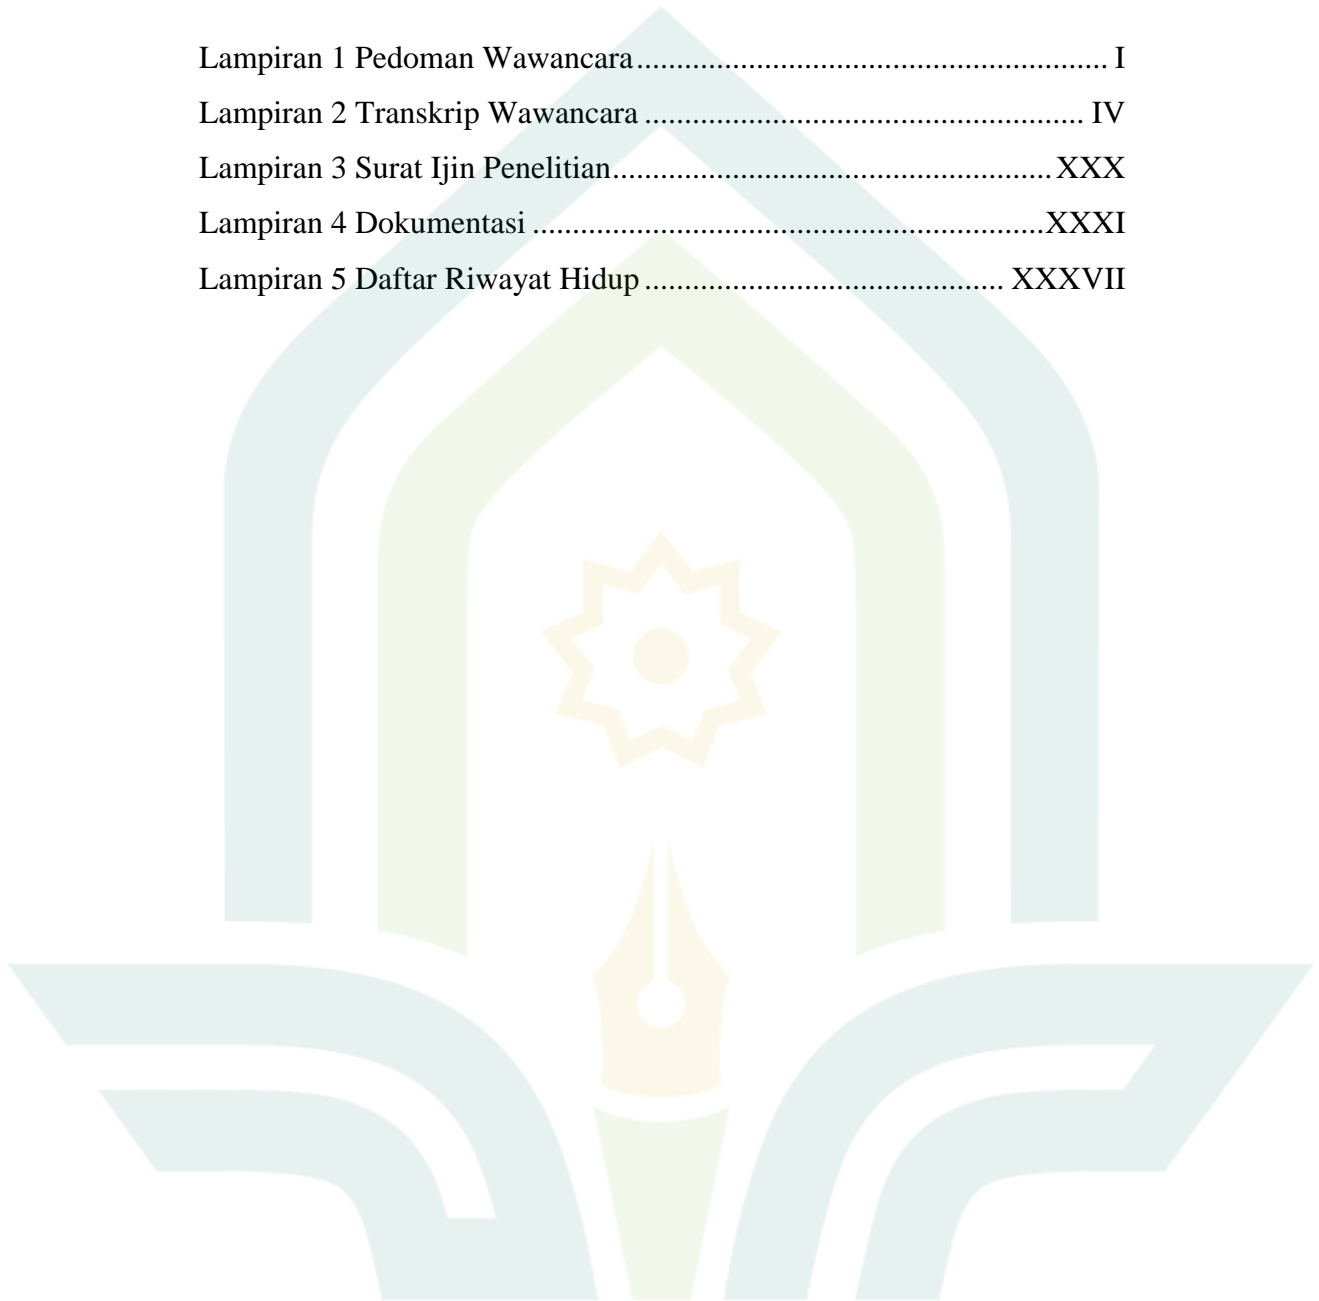 Lampiran 1 Pedoman Wawancara.......................................................... I
Lampiran 2 Transkrip Wawancara ...................................................... IV
Lampiran 3 Surat Ijin Penelitian...................................................... XXX
Lampiran 4 Dokumentasi ...............................................................XXXI
Lampiran 5 Daftar Riwayat Hidup ............................................ XXXVII